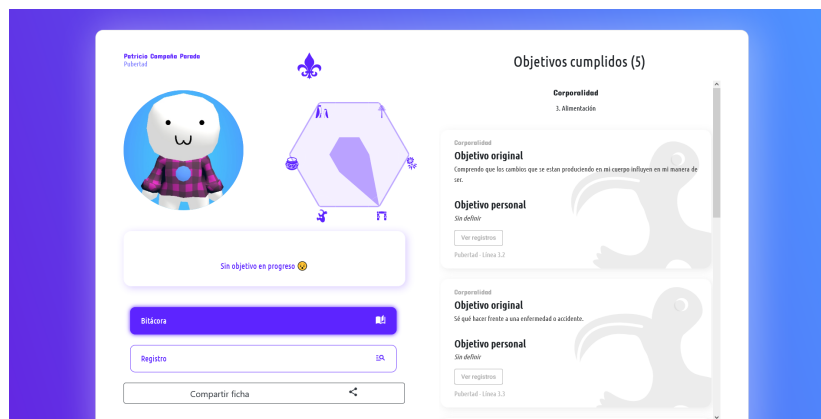 Patricio Campaña Parada
Pubertad
Sin objetivo en progreso 😯
Bitácora
Registro
Compartir ficha
Objetivos cumplidos (5)
Corporalidad
3. Alimentación
Corporalidad
Objetivo original
Comprendo que los cambios que se estan produciendo en mi cuerpo influyen en mi manera de
ser.
Objetivo personal
Sin definir
Ver registros
Pubertad - Línea 3.2
Corporalidad
Objetivo original
Sé qué hacer frente a una enfermedad o accidente.
Objetivo personal
Sin definir
Ver registros
Pubertad - Línea 3.3